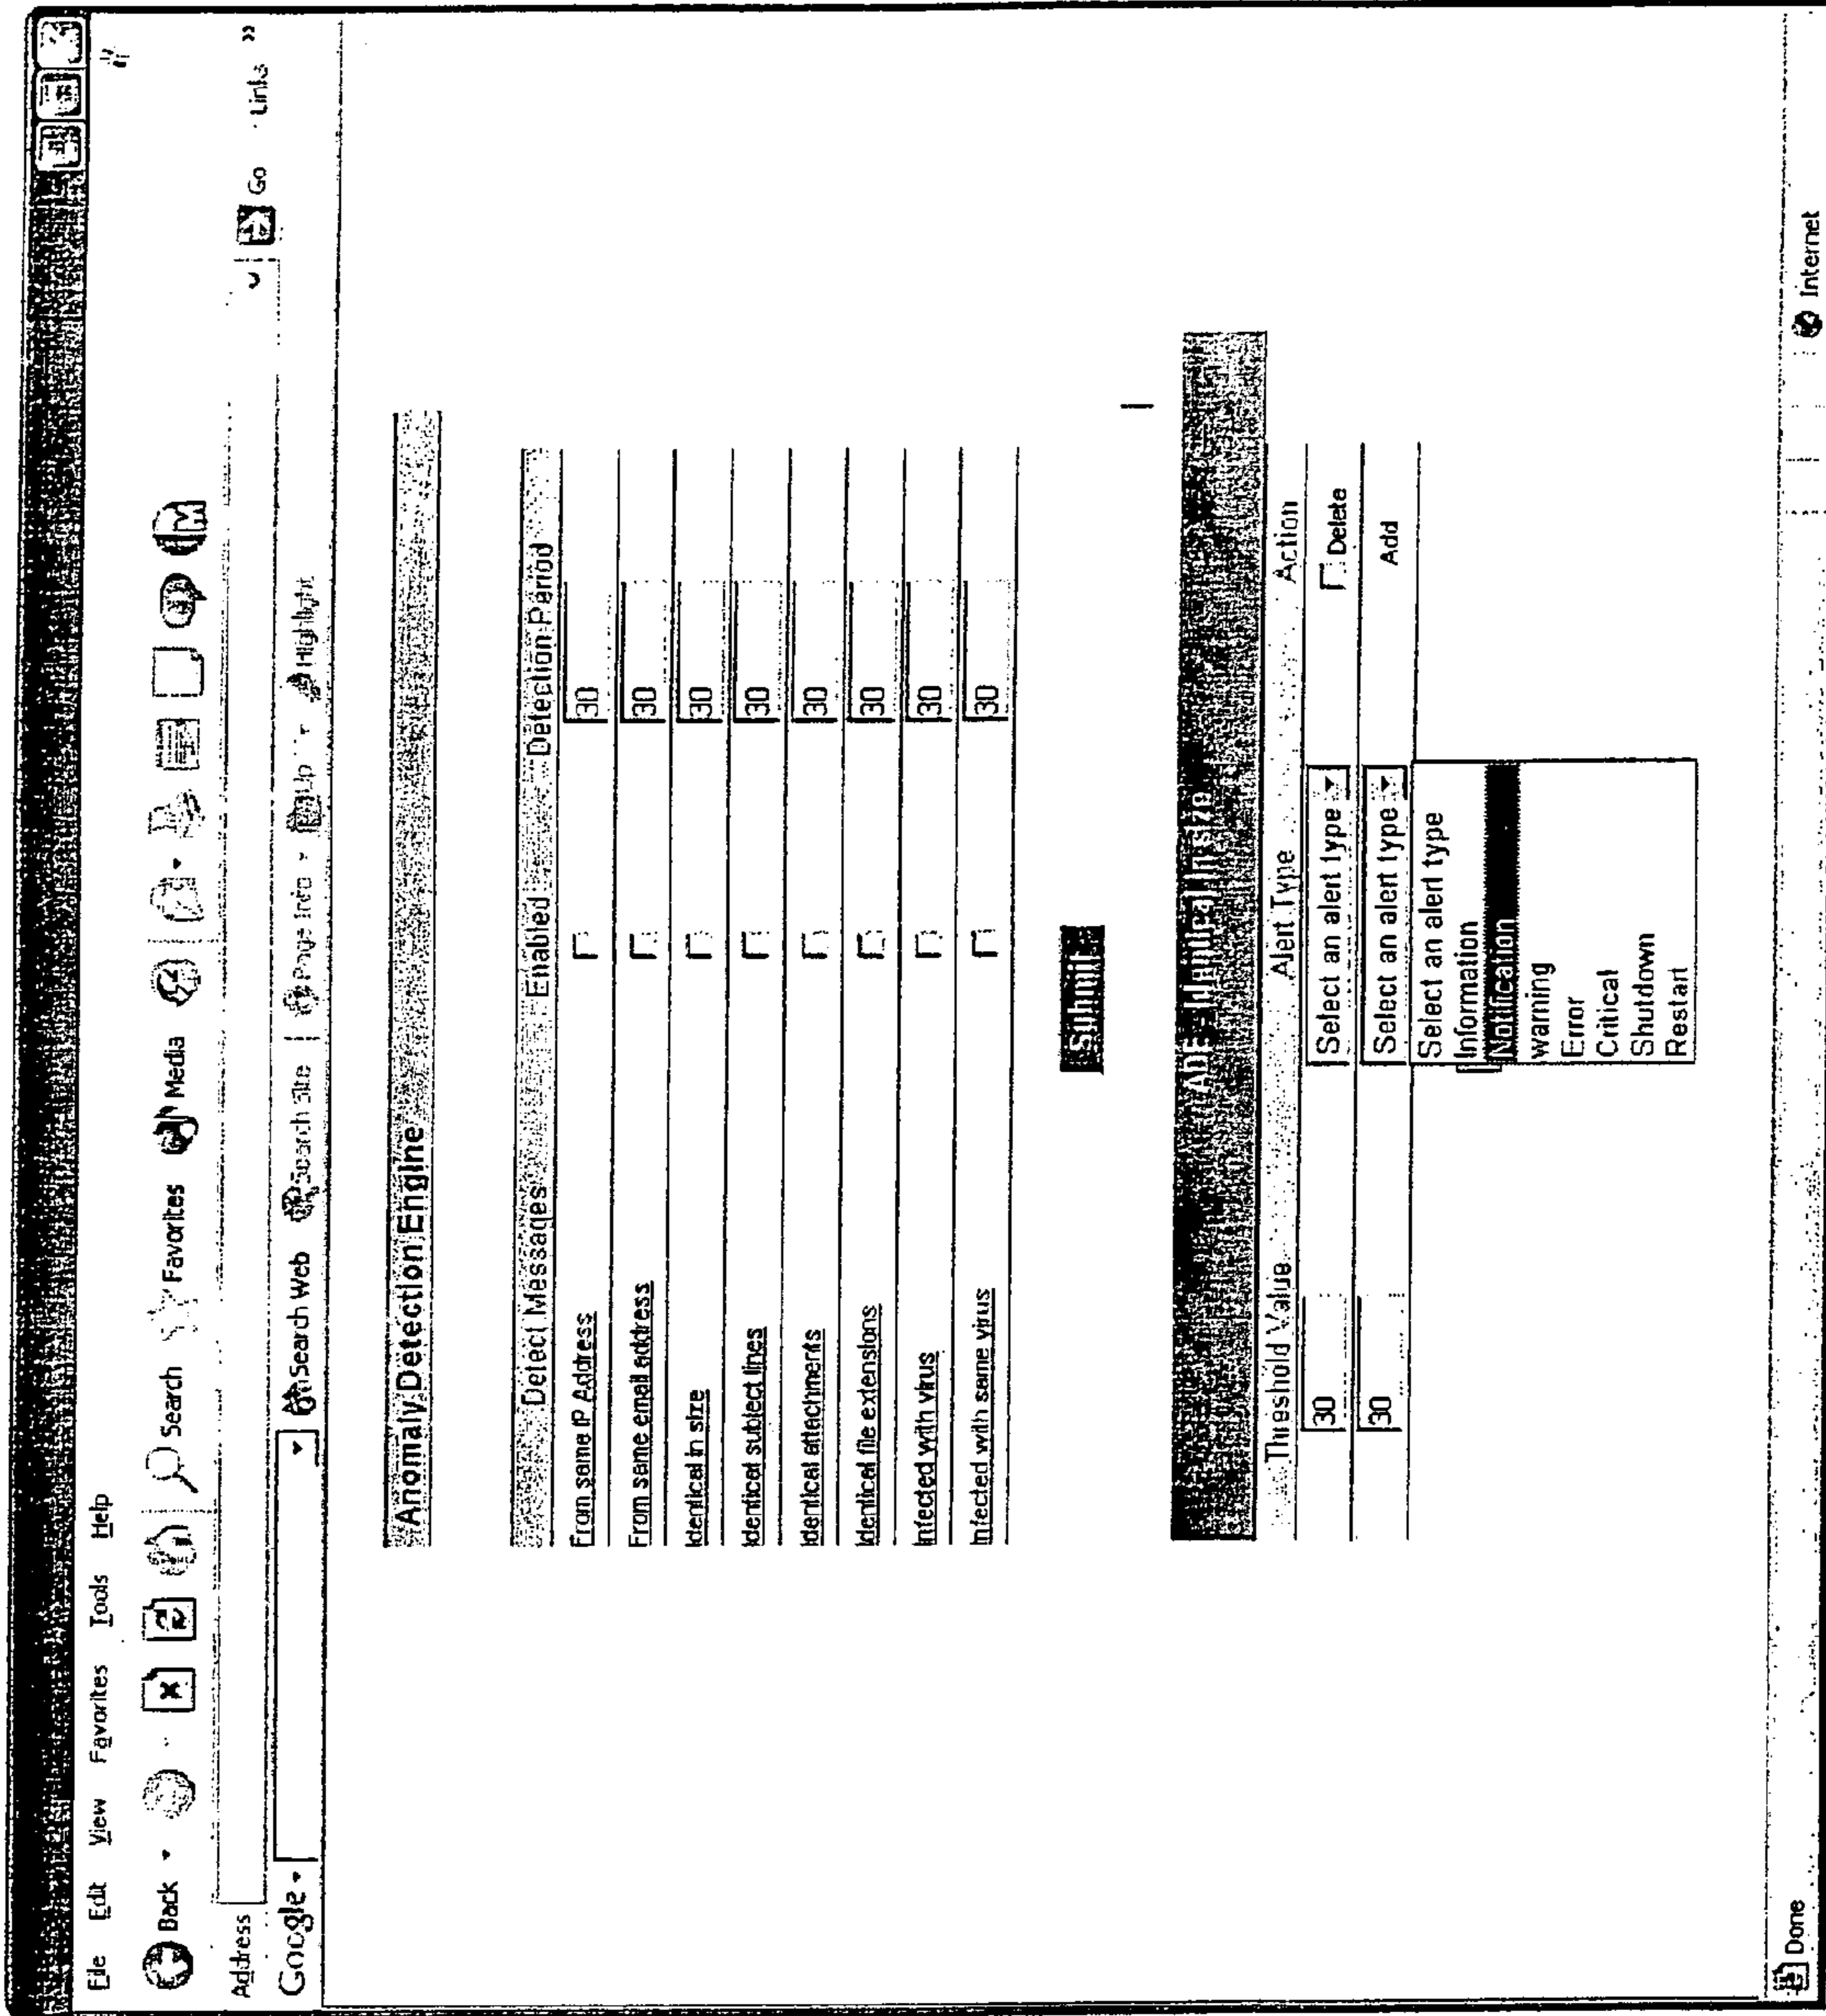 File Edit View Favorites Tools Help
Back Search Favorites Media
Address Go Links »
Google Search Web Search Site Page Info Up Highlight
Anomaly Detection Engine
Detect Messages Enabled Detection Period
From same IP Address 30
From same email address 30
Identical in size 30
Identical subject lines 30
Identical attachments 30
Identical file extensions 30
Infected with virus 30
Infected with same virus 30
Submit
ADE - Identical in size
Threshold Value Alert Type Action
30 Select an alert type Delete
30 Select an alert type Add
Select an alert type
Information
Notification
warning
Error
Critical
Shutdown
Restart
Done Internet